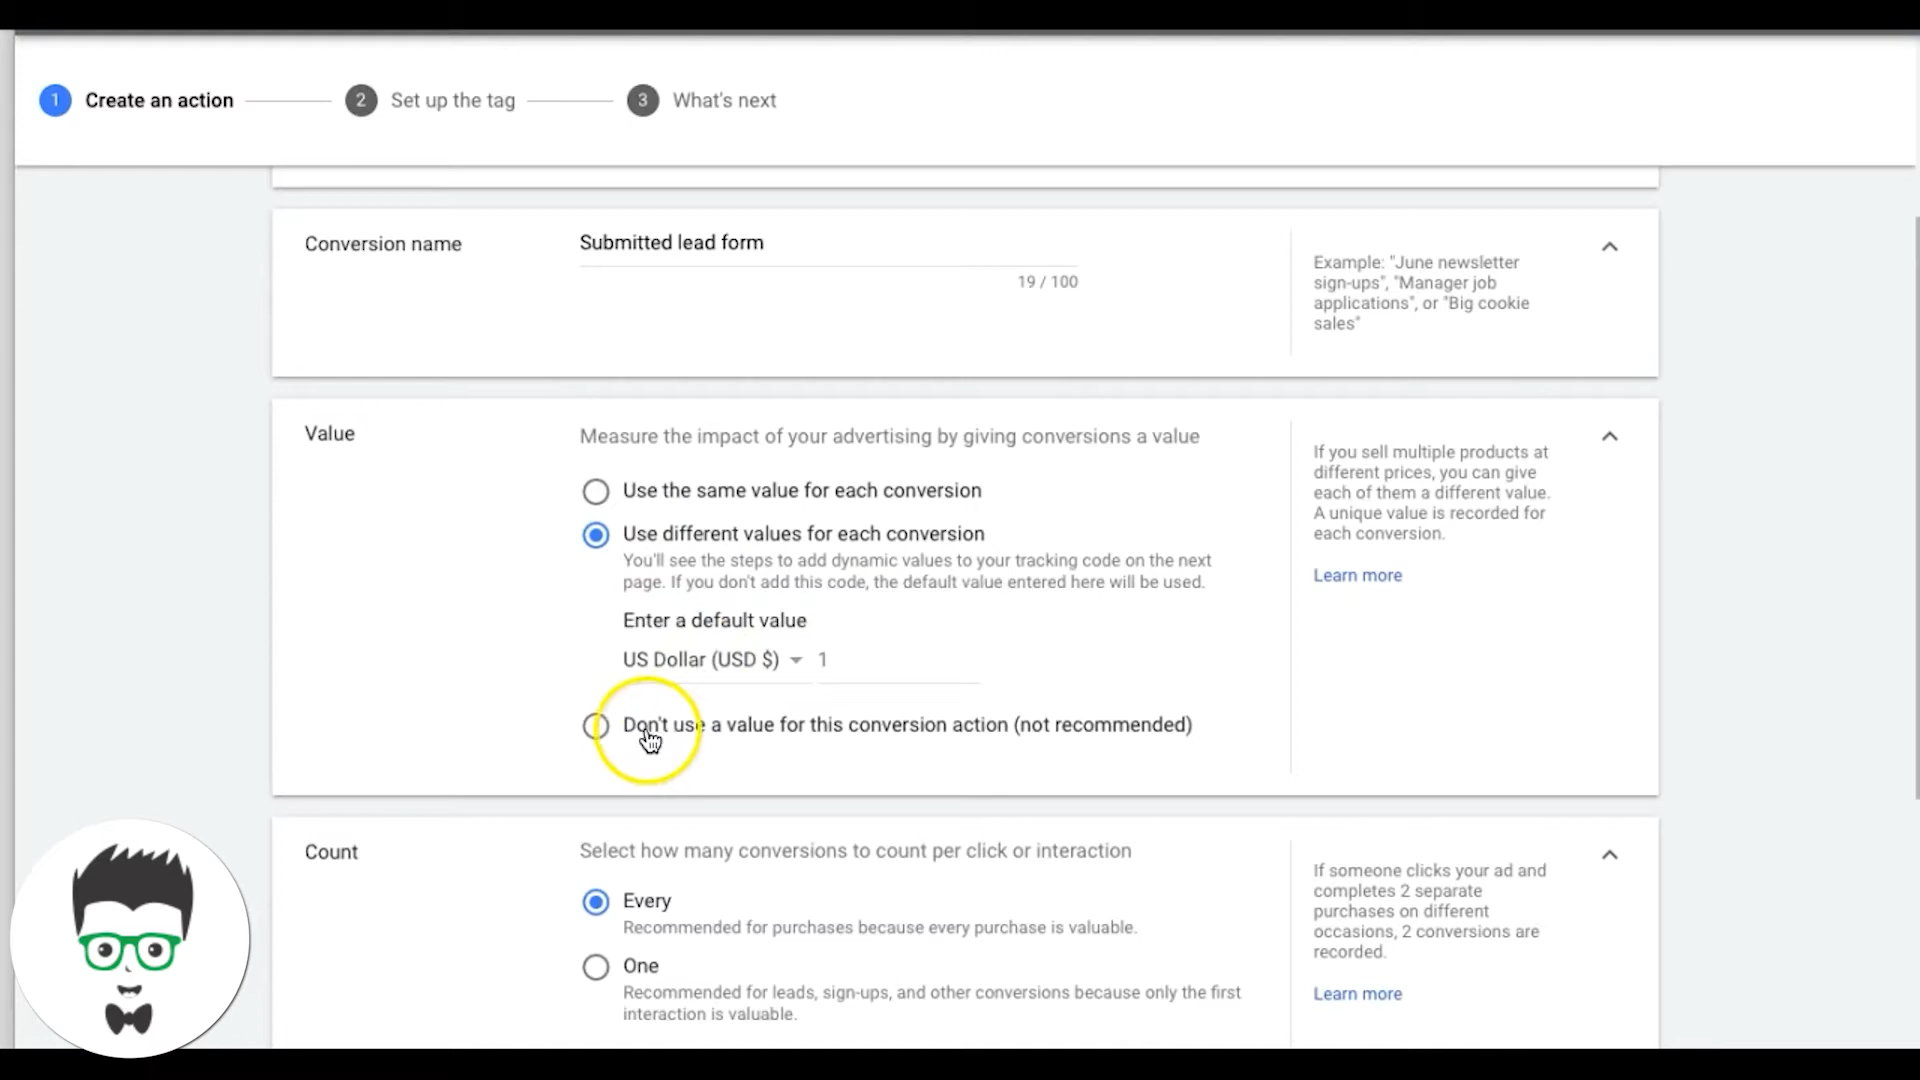 1 Create an action 2 Set up the tag 3 What's next
Conversion name
Submitted lead form
19 / 100
Example: "June newsletter
sign-ups", "Manager job
applications", or "Big cookie
sales"
Value
Measure the impact of your advertising by giving conversions a value
Use the same value for each conversion
Use different values for each conversion
You'll see the steps to add dynamic values to your tracking code on the next
page. If you don't add this code, the default value entered here will be used.
Enter a default value
US Dollar (USD $) 1
Don't use a value for this conversion action (not recommended)
If you sell multiple products at
different prices, you can give
each of them a different value.
A unique value is recorded for
each conversion.
Learn more
Count
Select how many conversions to count per click or interaction
Every
Recommended for purchases because every purchase is valuable.
One
Recommended for leads, sign-ups, and other conversions because only the first
interaction is valuable.
If someone clicks your ad and
completes 2 separate
purchases on different
occasions, 2 conversions are
recorded.
Learn more